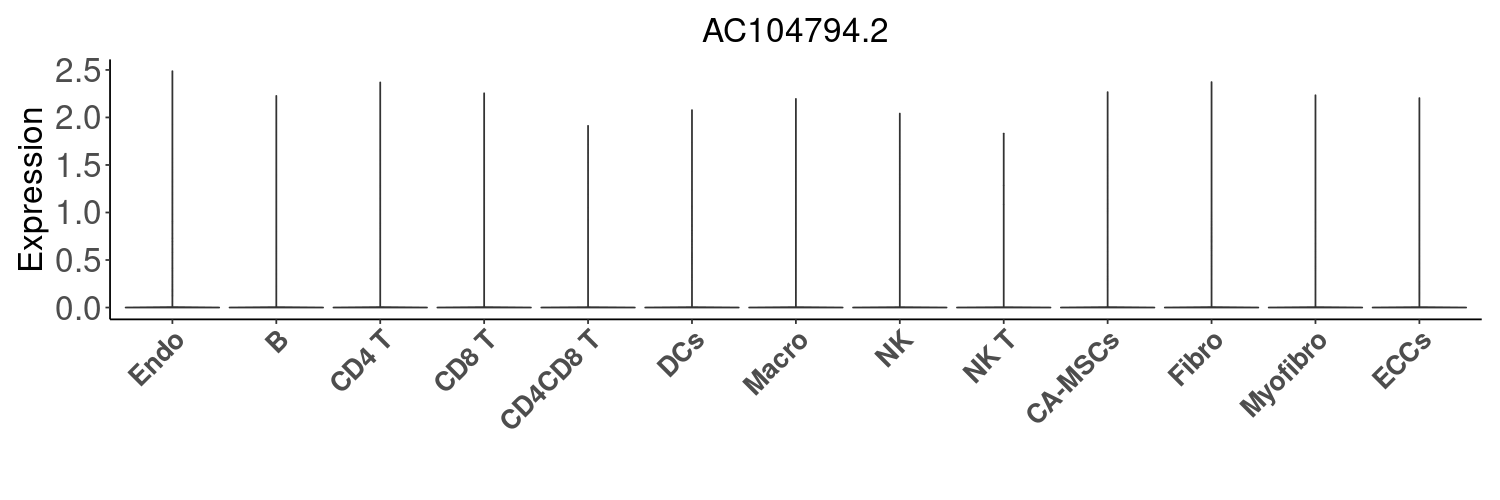 AC104794.2
Expression
2.5
2.0
1.5
1.0
0.5
0.0
Endo
B
CD4 T
CD8 T
CD4CD8 T
DCs
Macro
NK
NK T
CA-MSCs
Fibro
Myofibro
ECCs